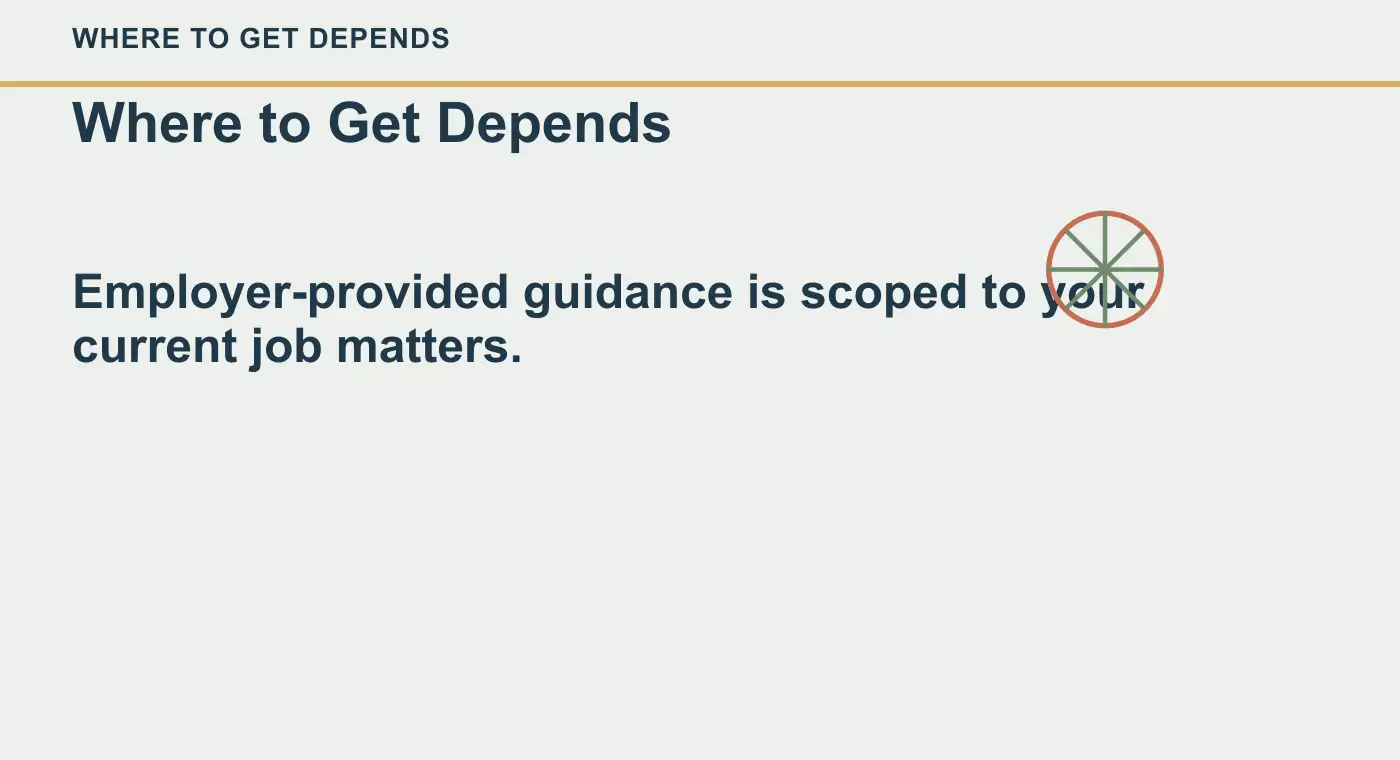 WHERE TO GET DEPENDS
Where to Get Depends
Employer-provided guidance is scoped to your
current job matters.